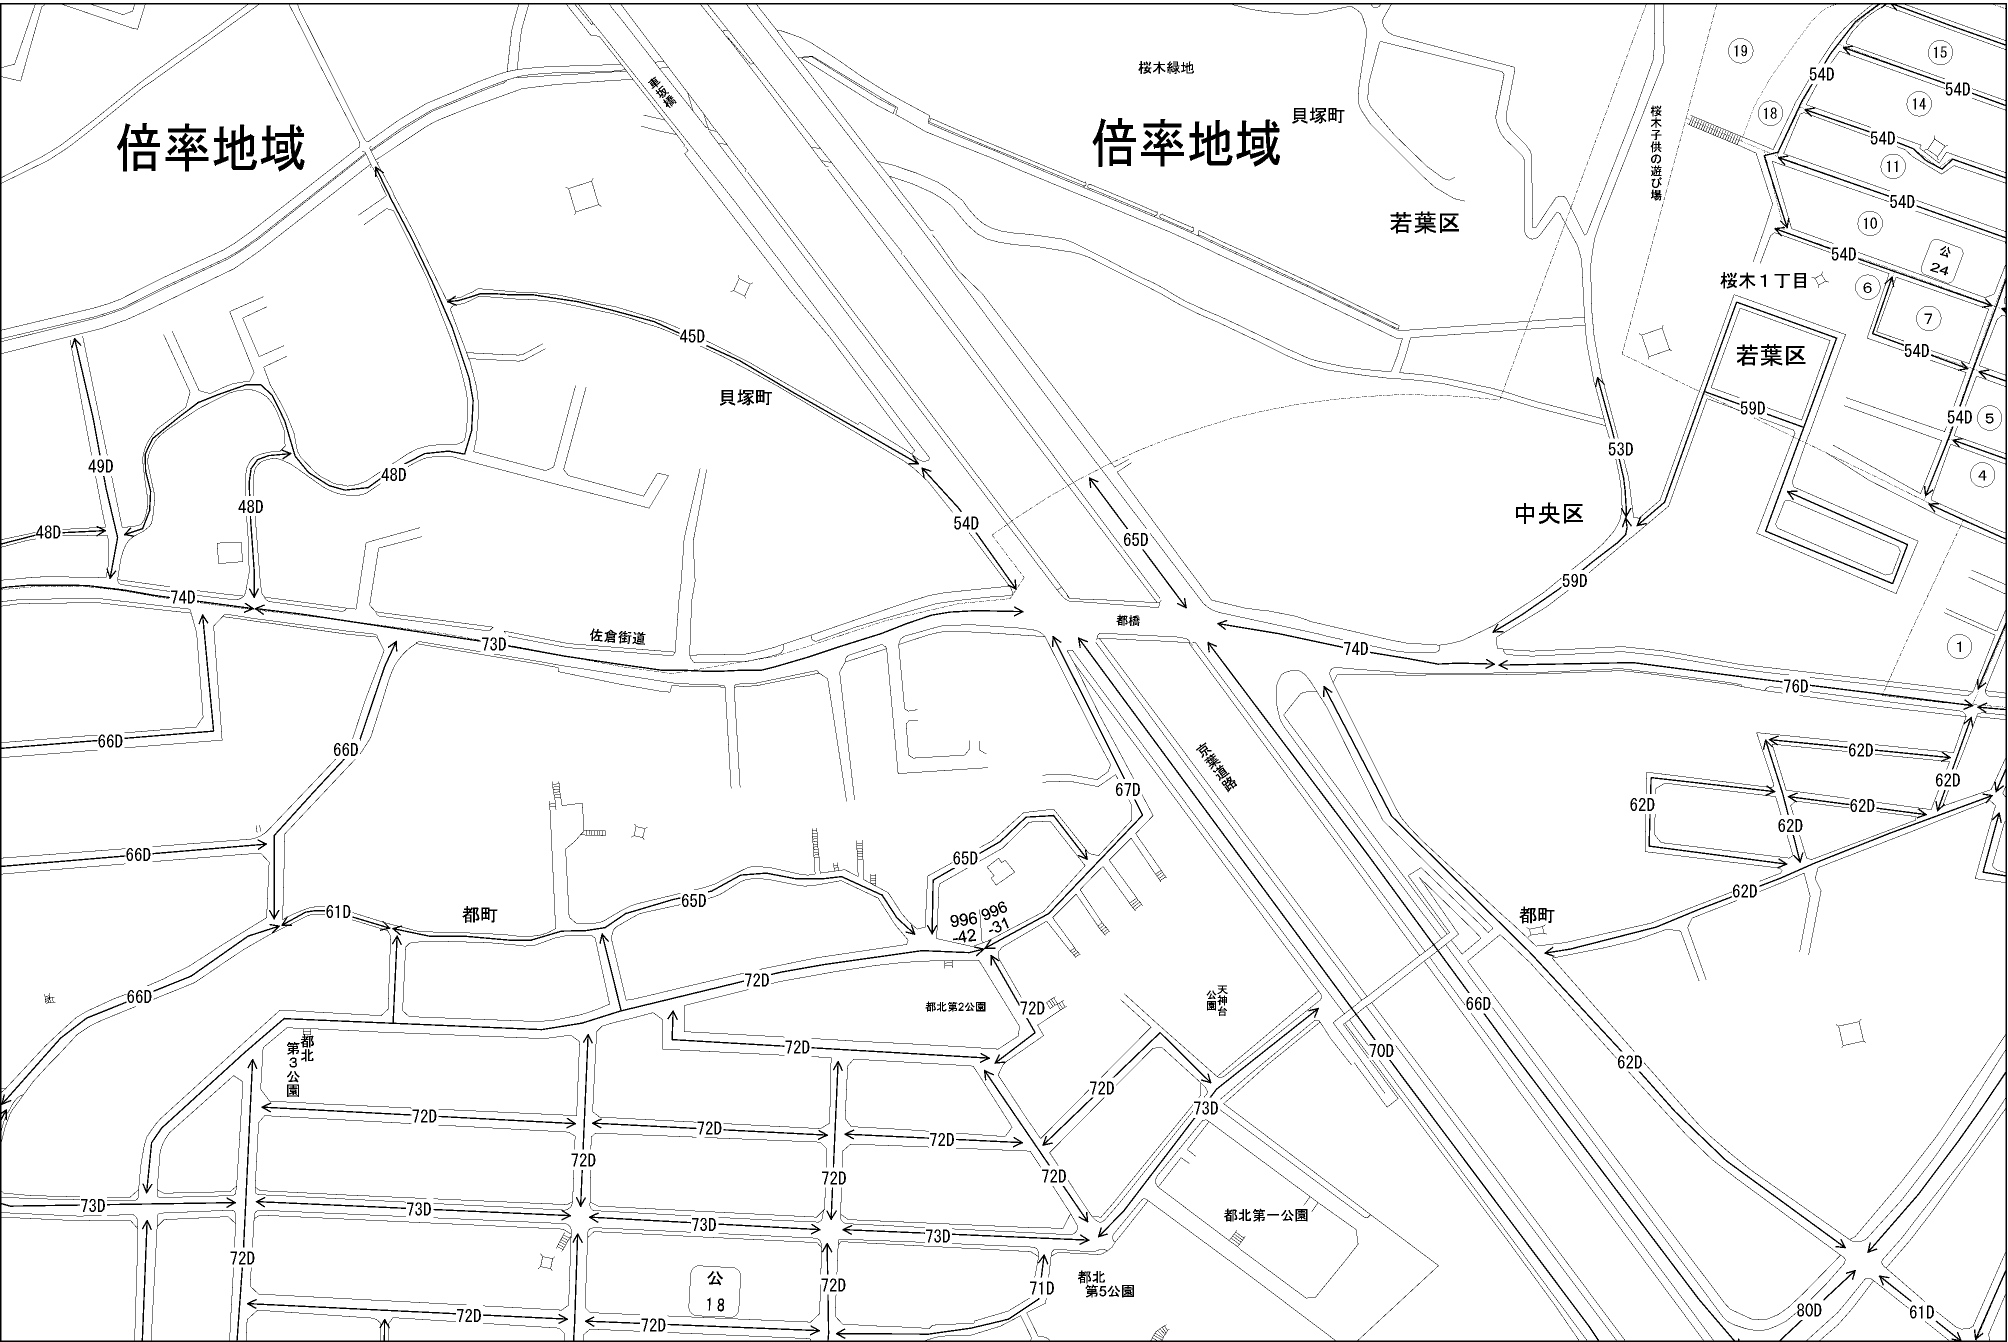 19
15
54D
54D
車坂橋
桜木緑地
14
18
貝塚町
桜木子供の遊び場
倍率地域
倍率地域
54D
11
54D
若葉区
10
54D
公
24
桜木1丁目
6
7
45D
54D
若葉区
貝塚町
59D
54D
5
53D
49D
48D
4
48D
中央区
54D
48D
65D
59D
74D
都橋
佐倉街道
73D
74D
1
76D
66D
66D
京葉道路
62D
62D
67D
62D
62D
62D
66D
65D
62D
65D
61D
都町
996
-42
996
-31
都町
72D
66D
天神台
公園
都北第2公園
72D
66D
都北
第3公園
72D
70D
62D
72D
72D
73D
72D
72D
72D
72D
72D
72D
73D
73D
73D
73D
都北第一公園
72D
公
18
都北
第5公園
72D
71D
72D
72D
80D
61D